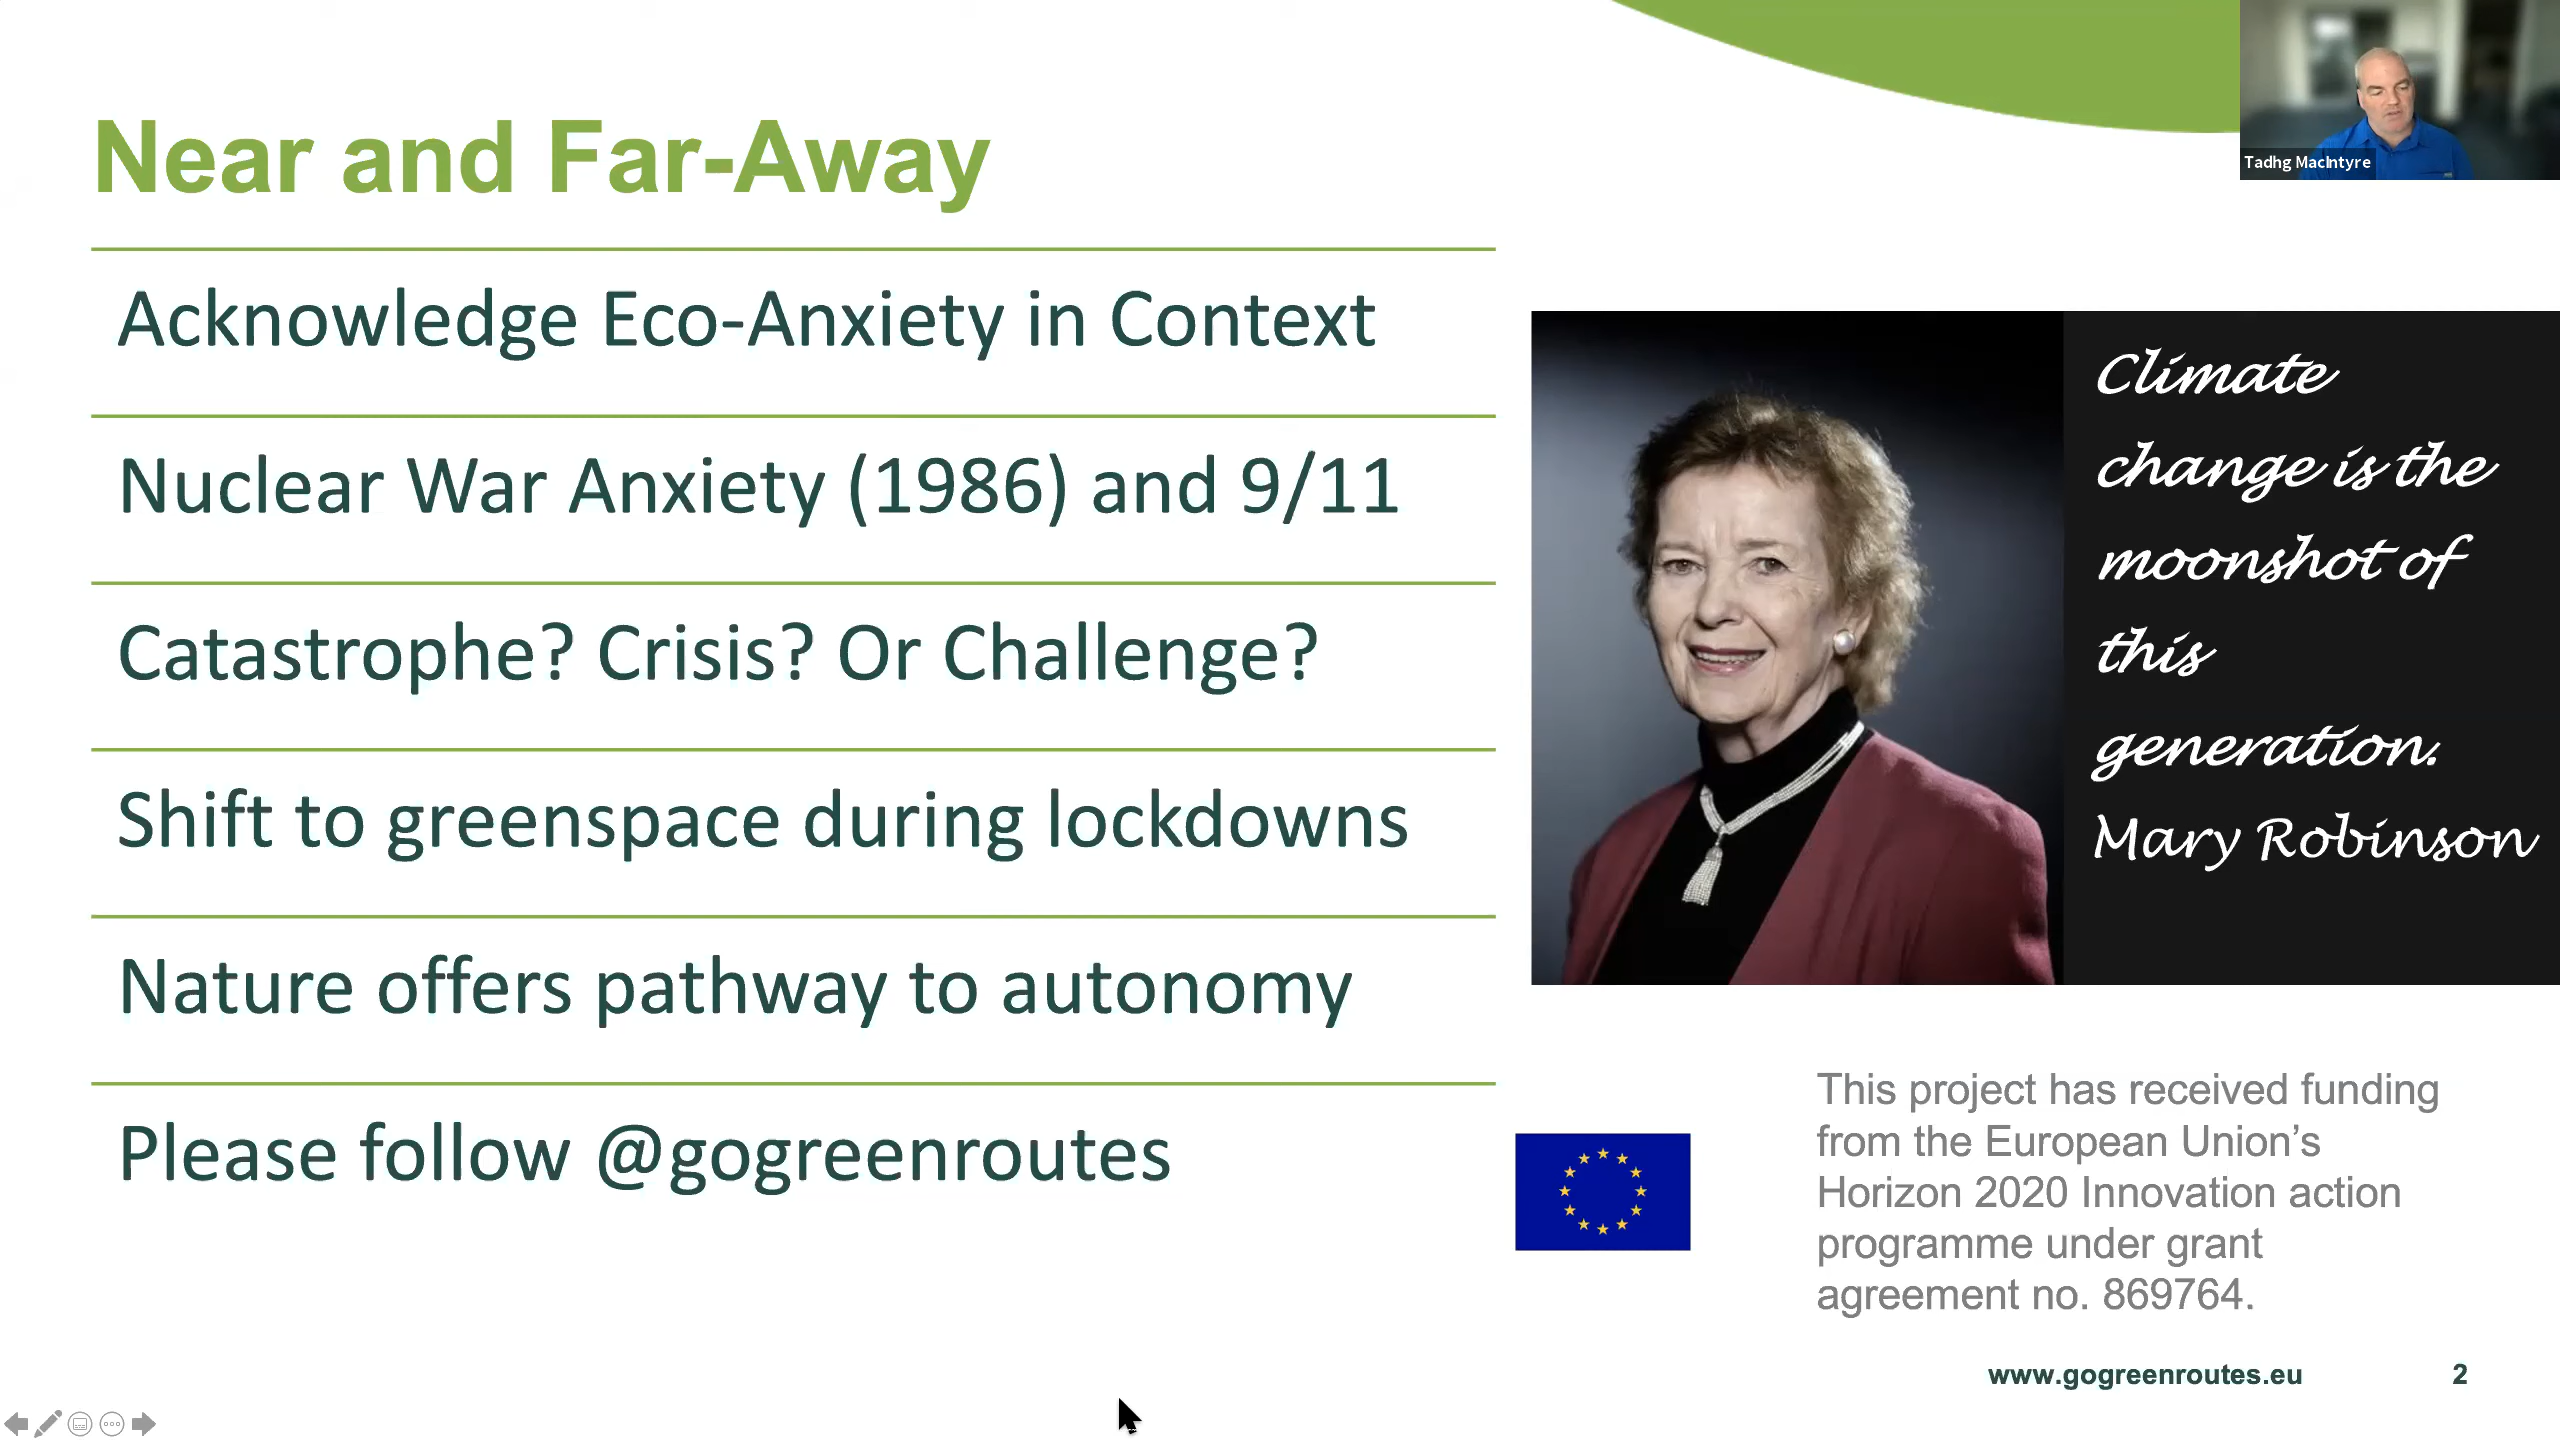 Near and Far-Away
Tadhg MacIntyre
Acknowledge Eco-Anxiety in Context
Nuclear War Anxiety (1986) and 9/11
Catastrophe? Crisis? Or Challenge?
Shift to greenspace during lockdowns
Nature offers pathway to autonomy
Please follow @gogreenroutes
Climate
change is the
moonshot of
this
generation.
Mary Robinson
This project has received funding
from the European Union’s
Horizon 2020 Innovation action
programme under grant
agreement no. 869764.
www.gogreenroutes.eu
2